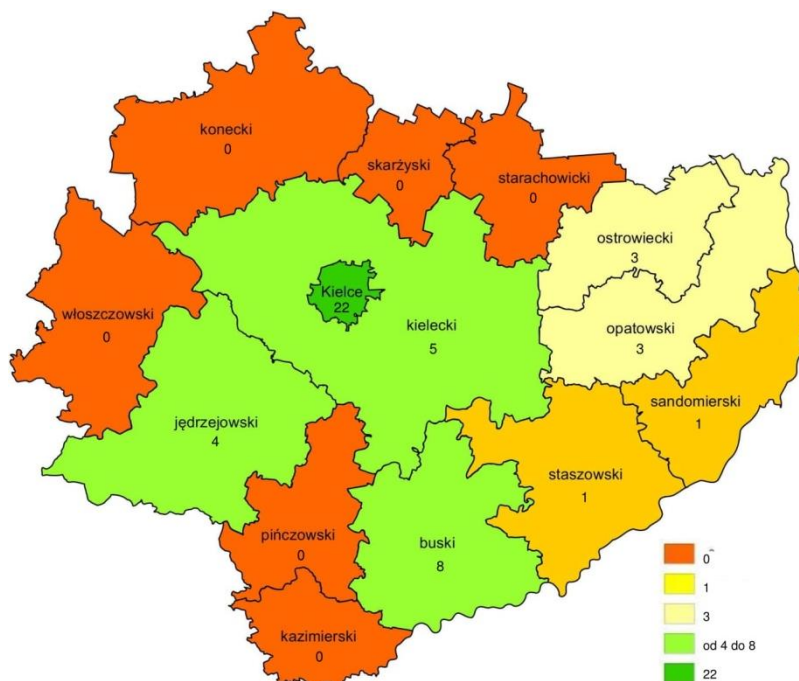 konecki
0
skarżyski
0
starachowicki
0
ostrowiecki
3
Kielce
22
włoszczowski
0
kielecki
5
opatowski
3
sandomierski
1
jędrzejowski
4
staszowski
1
pińczowski
0
buski
8
kazimierski
0
0
1
3
od 4 do 8
22